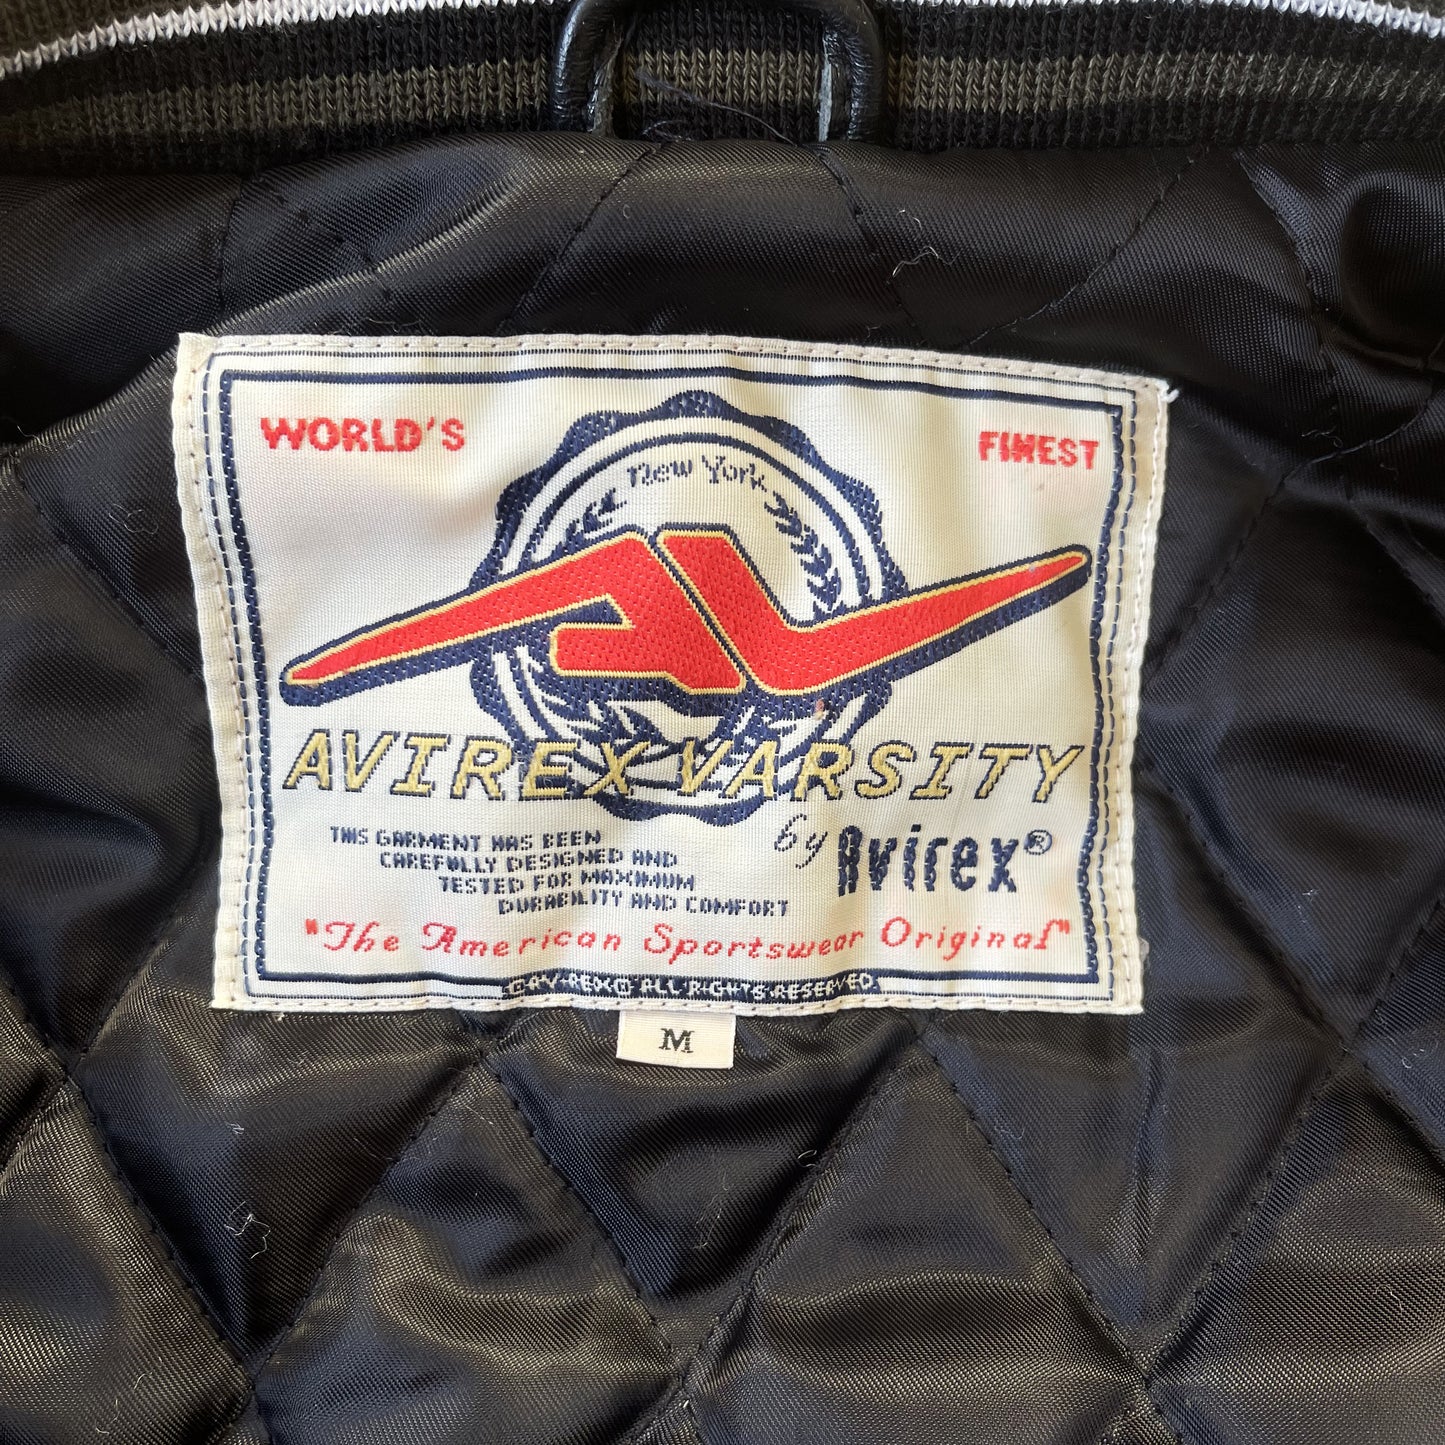 WORLD'S
FINEST
New York
AVIREX VARSITY
by Avirex®
THIS GARMENT HAS BEEN
CAREFULLY DESIGNED AND
TESTED FOR MAXIMUM
DURABILITY AND COMFORT
"The American Sportswear Original"
ALL RIGHTS RESERVED
M